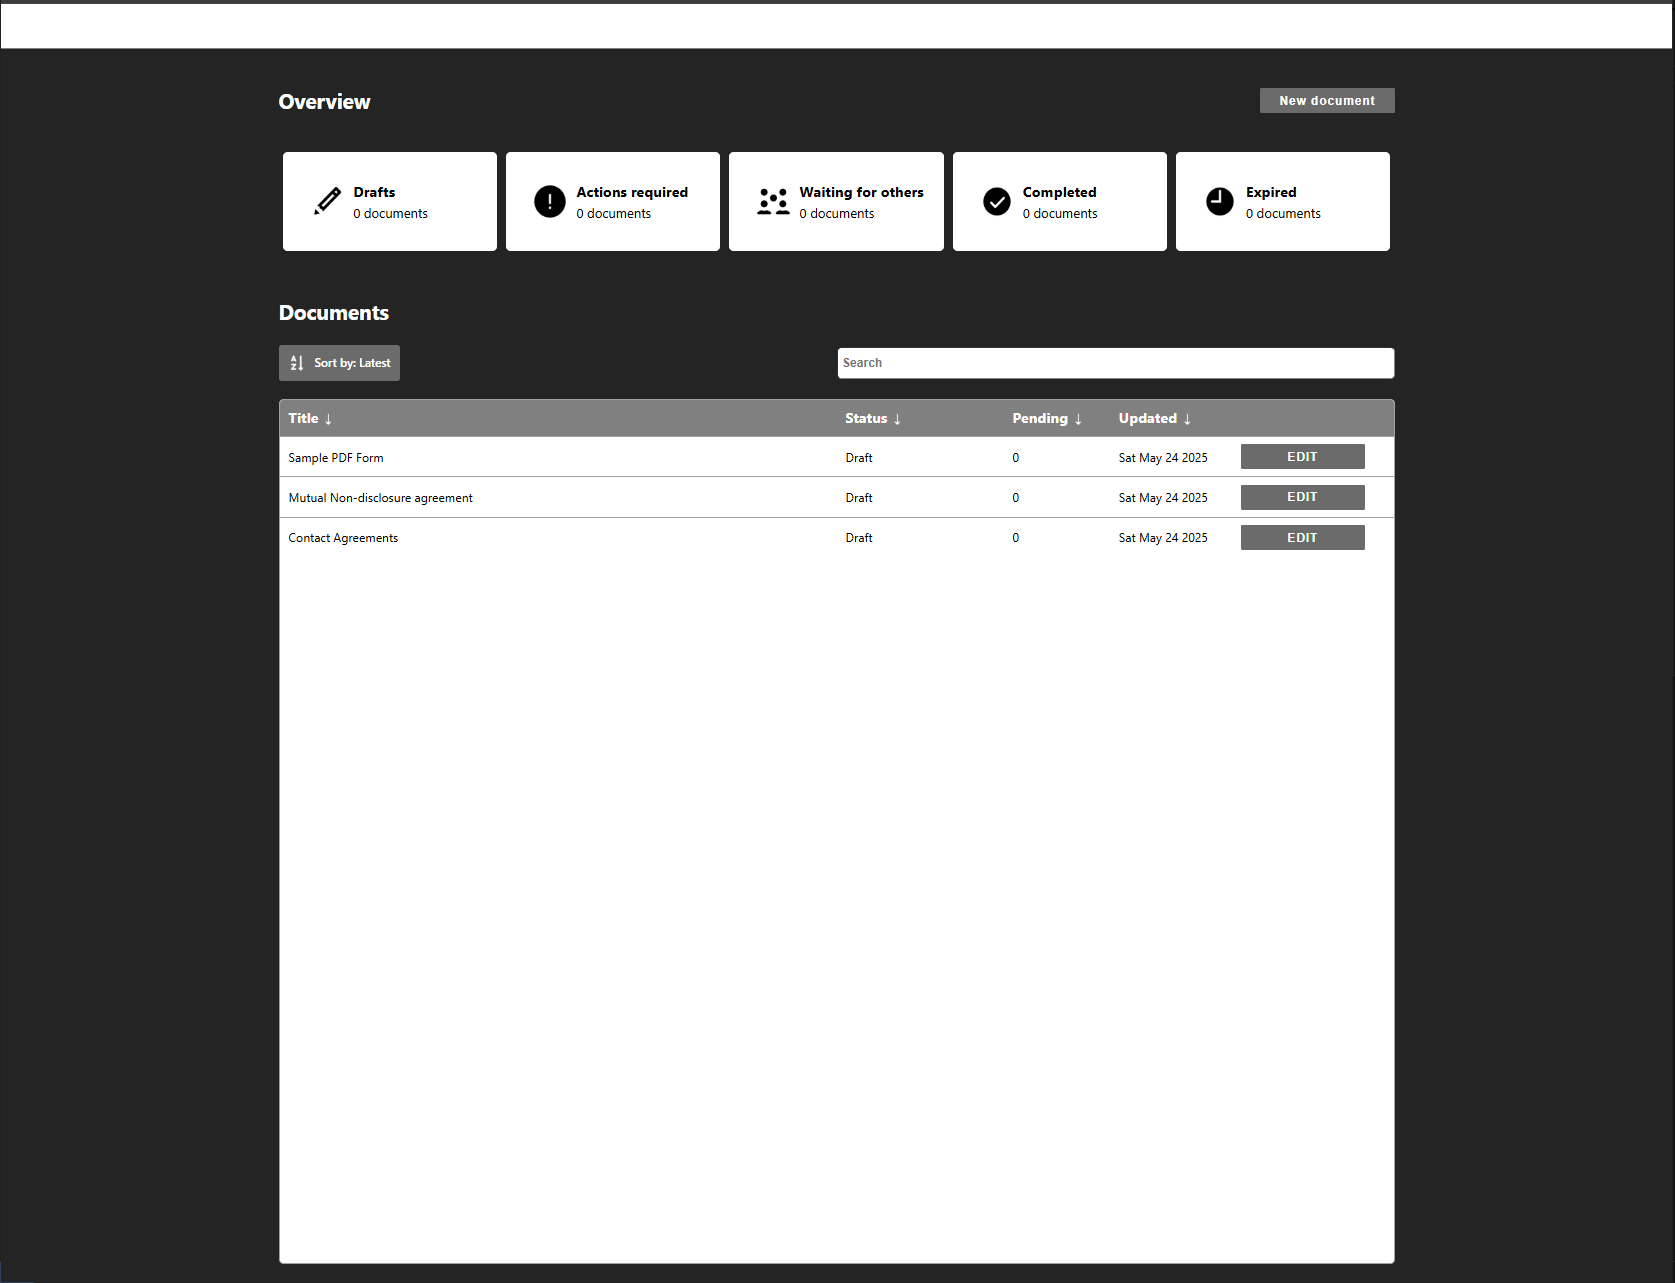 Overview
New document
Drafts
0 documents
Actions required
0 documents
Waiting for others
0 documents
Completed
0 documents
Expired
0 documents
Documents
Sort by: Latest
Search
Title ↓ Status ↓ Pending ↓ Updated ↓
Sample PDF Form Draft 0 Sat May 24 2025 EDIT
Mutual Non-disclosure agreement Draft 0 Sat May 24 2025 EDIT
Contact Agreements Draft 0 Sat May 24 2025 EDIT